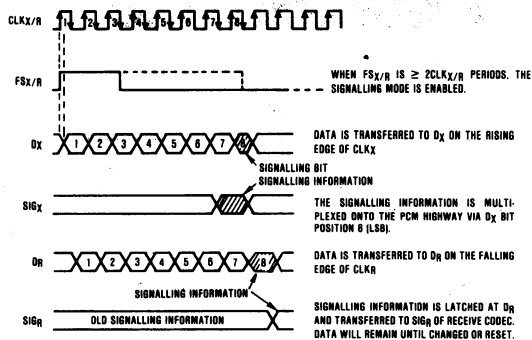 CLKX/R
1 2 3 4 5 6 7 8
FSX/R
WHEN FSX/R IS ≥ 2CLKX/R PERIODS, THE
SIGNALLING MODE IS ENABLED.
DX
1 2 3 4 5 6 7 8
DATA IS TRANSFERRED TO DX ON THE RISING
EDGE OF CLKX
SIGNALLING BIT
SIGNALLING INFORMATION
SIGX
THE SIGNALLING INFORMATION IS MULTI-
PLEXED ONTO THE PCM HIGHWAY VIA DX BIT
POSITION 8 (LSB).
DR
1 2 3 4 5 6 7 8
DATA IS TRANSFERRED TO DR ON THE FALLING
EDGE OF CLKR
SIGNALLING INFORMATION
SIGR
OLD SIGNALLING INFORMATION
SIGNALLING INFORMATION IS LATCHED AT DR
AND TRANSFERRED TO SIGR OF RECEIVE CODEC.
DATA WILL REMAIN UNTIL CHANGED OR RESET.